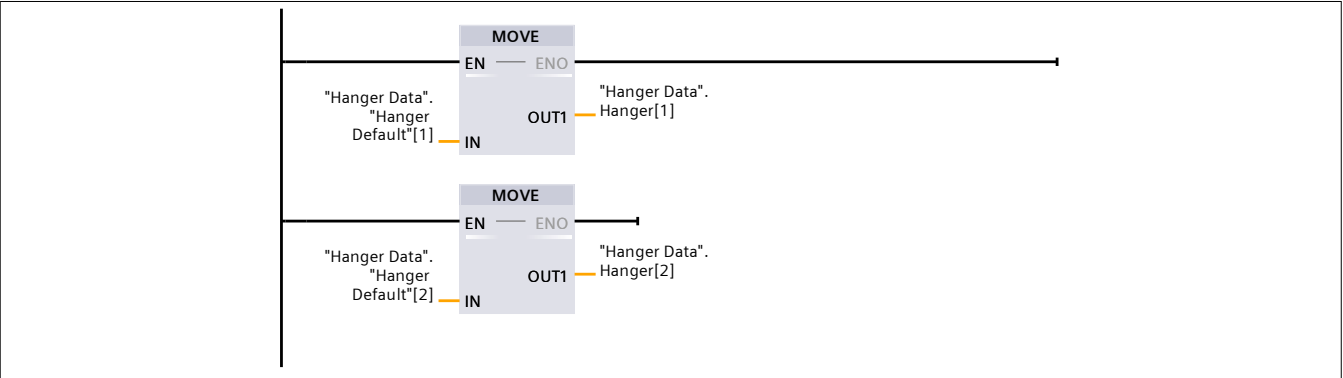 MOVE
EN
ENO
"Hanger Data".
"Hanger
Default"[1]
IN
OUT1
"Hanger Data".
Hanger[1]
MOVE
EN
ENO
"Hanger Data".
"Hanger
Default"[2]
IN
OUT1
"Hanger Data".
Hanger[2]